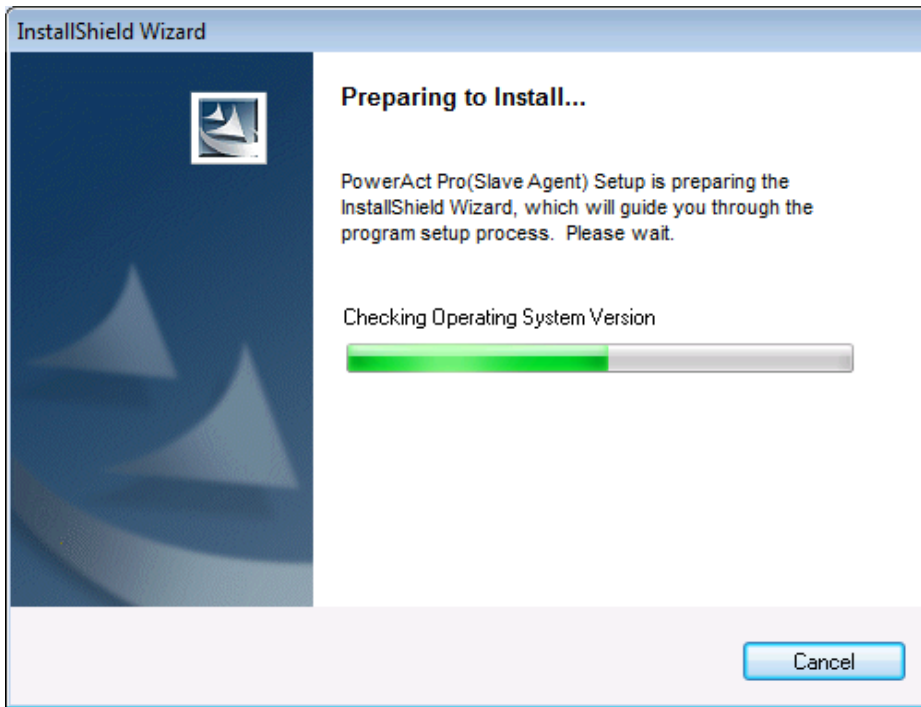 InstallShield Wizard
Preparing to Install...
PowerAct Pro(Slave Agent) Setup is preparing the
InstallShield Wizard, which will guide you through the
program setup process.  Please wait.
Checking Operating System Version
Cancel